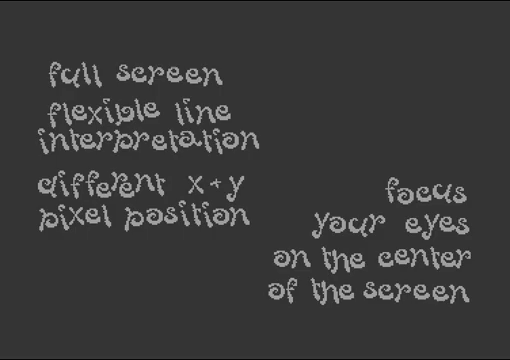 full screen
flexible line
interpretation
different x+y
pixel position
focus
your eyes
on the center
of the screen